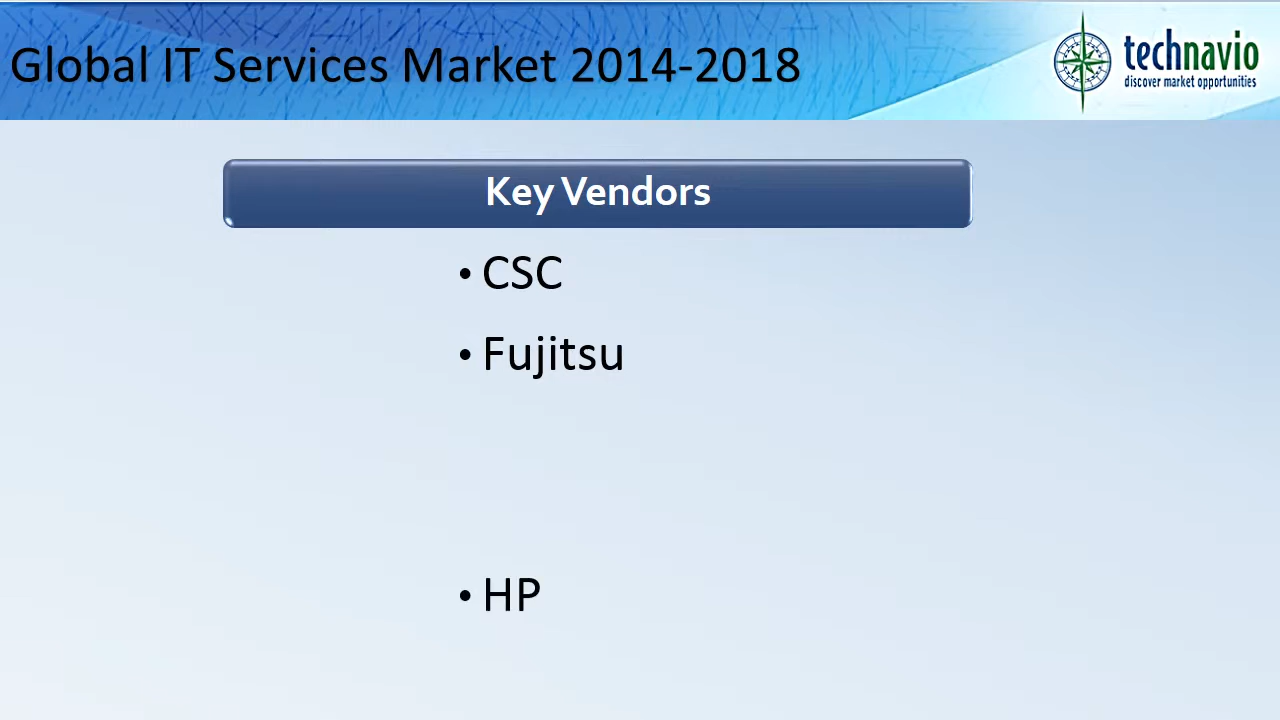 Global IT Services Market 2014-2018
technavio
discover market opportunities
Key Vendors
• CSC
• Fujitsu
• HP